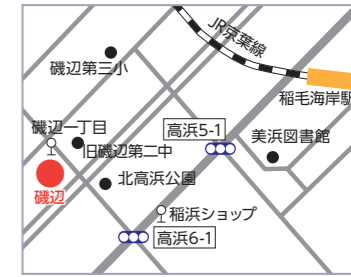 JR京葉線
磯辺第三小
稲毛海岸駅
磯辺一丁目
高浜5-1
旧磯辺第二中
美浜図書館
磯辺
北高浜公園
稲浜ショップ
高浜6-1